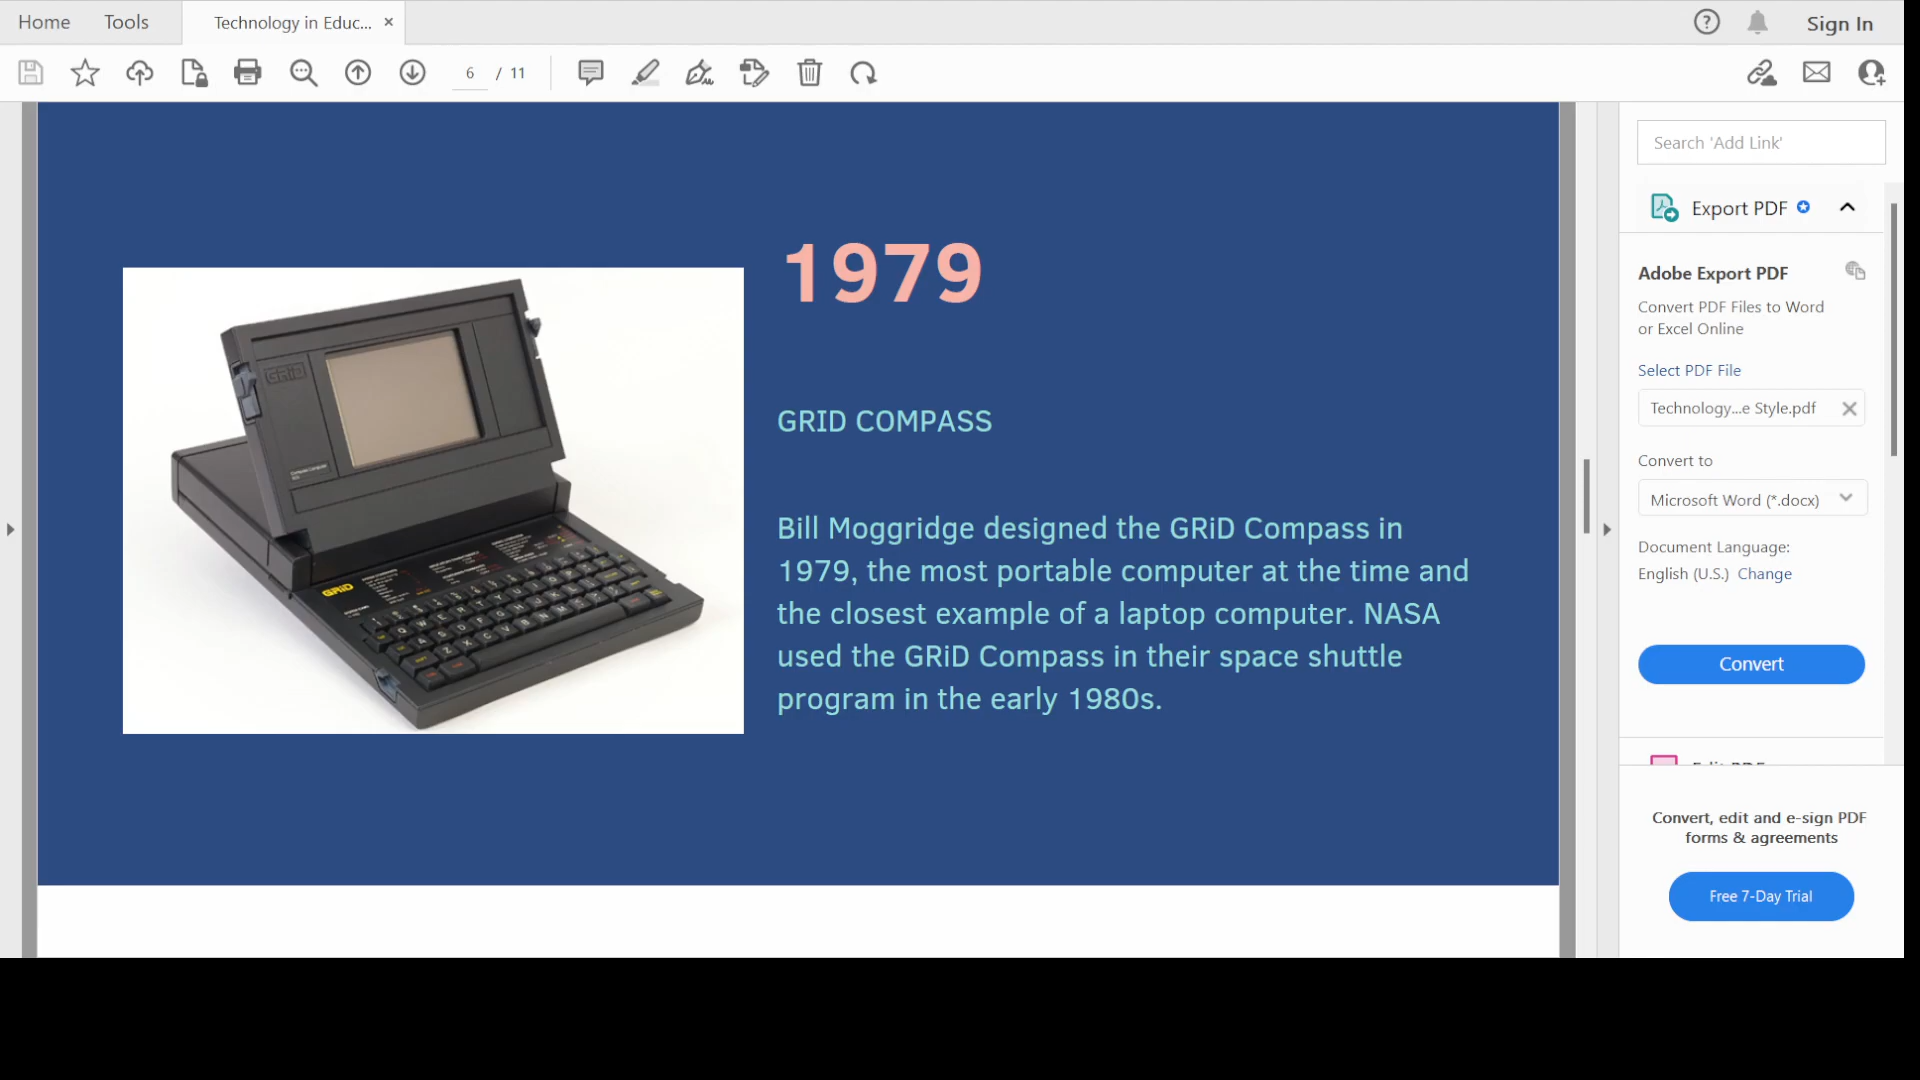 Home Tools Technology in Educ... Sign In
6 / 11
Search 'Add Link'
Export PDF
1979
Adobe Export PDF
Convert PDF Files to Word
or Excel Online
Select PDF File
Technology...e Style.pdf
GRID COMPASS
Convert to
Microsoft Word (*.docx)
Bill Moggridge designed the GRiD Compass in
1979, the most portable computer at the time and
the closest example of a laptop computer. NASA
used the GRiD Compass in their space shuttle
program in the early 1980s.
Document Language:
English (U.S.) Change
Convert
Convert, edit and e-sign PDF
forms & agreements
Free 7-Day Trial
GRiD
GRiD